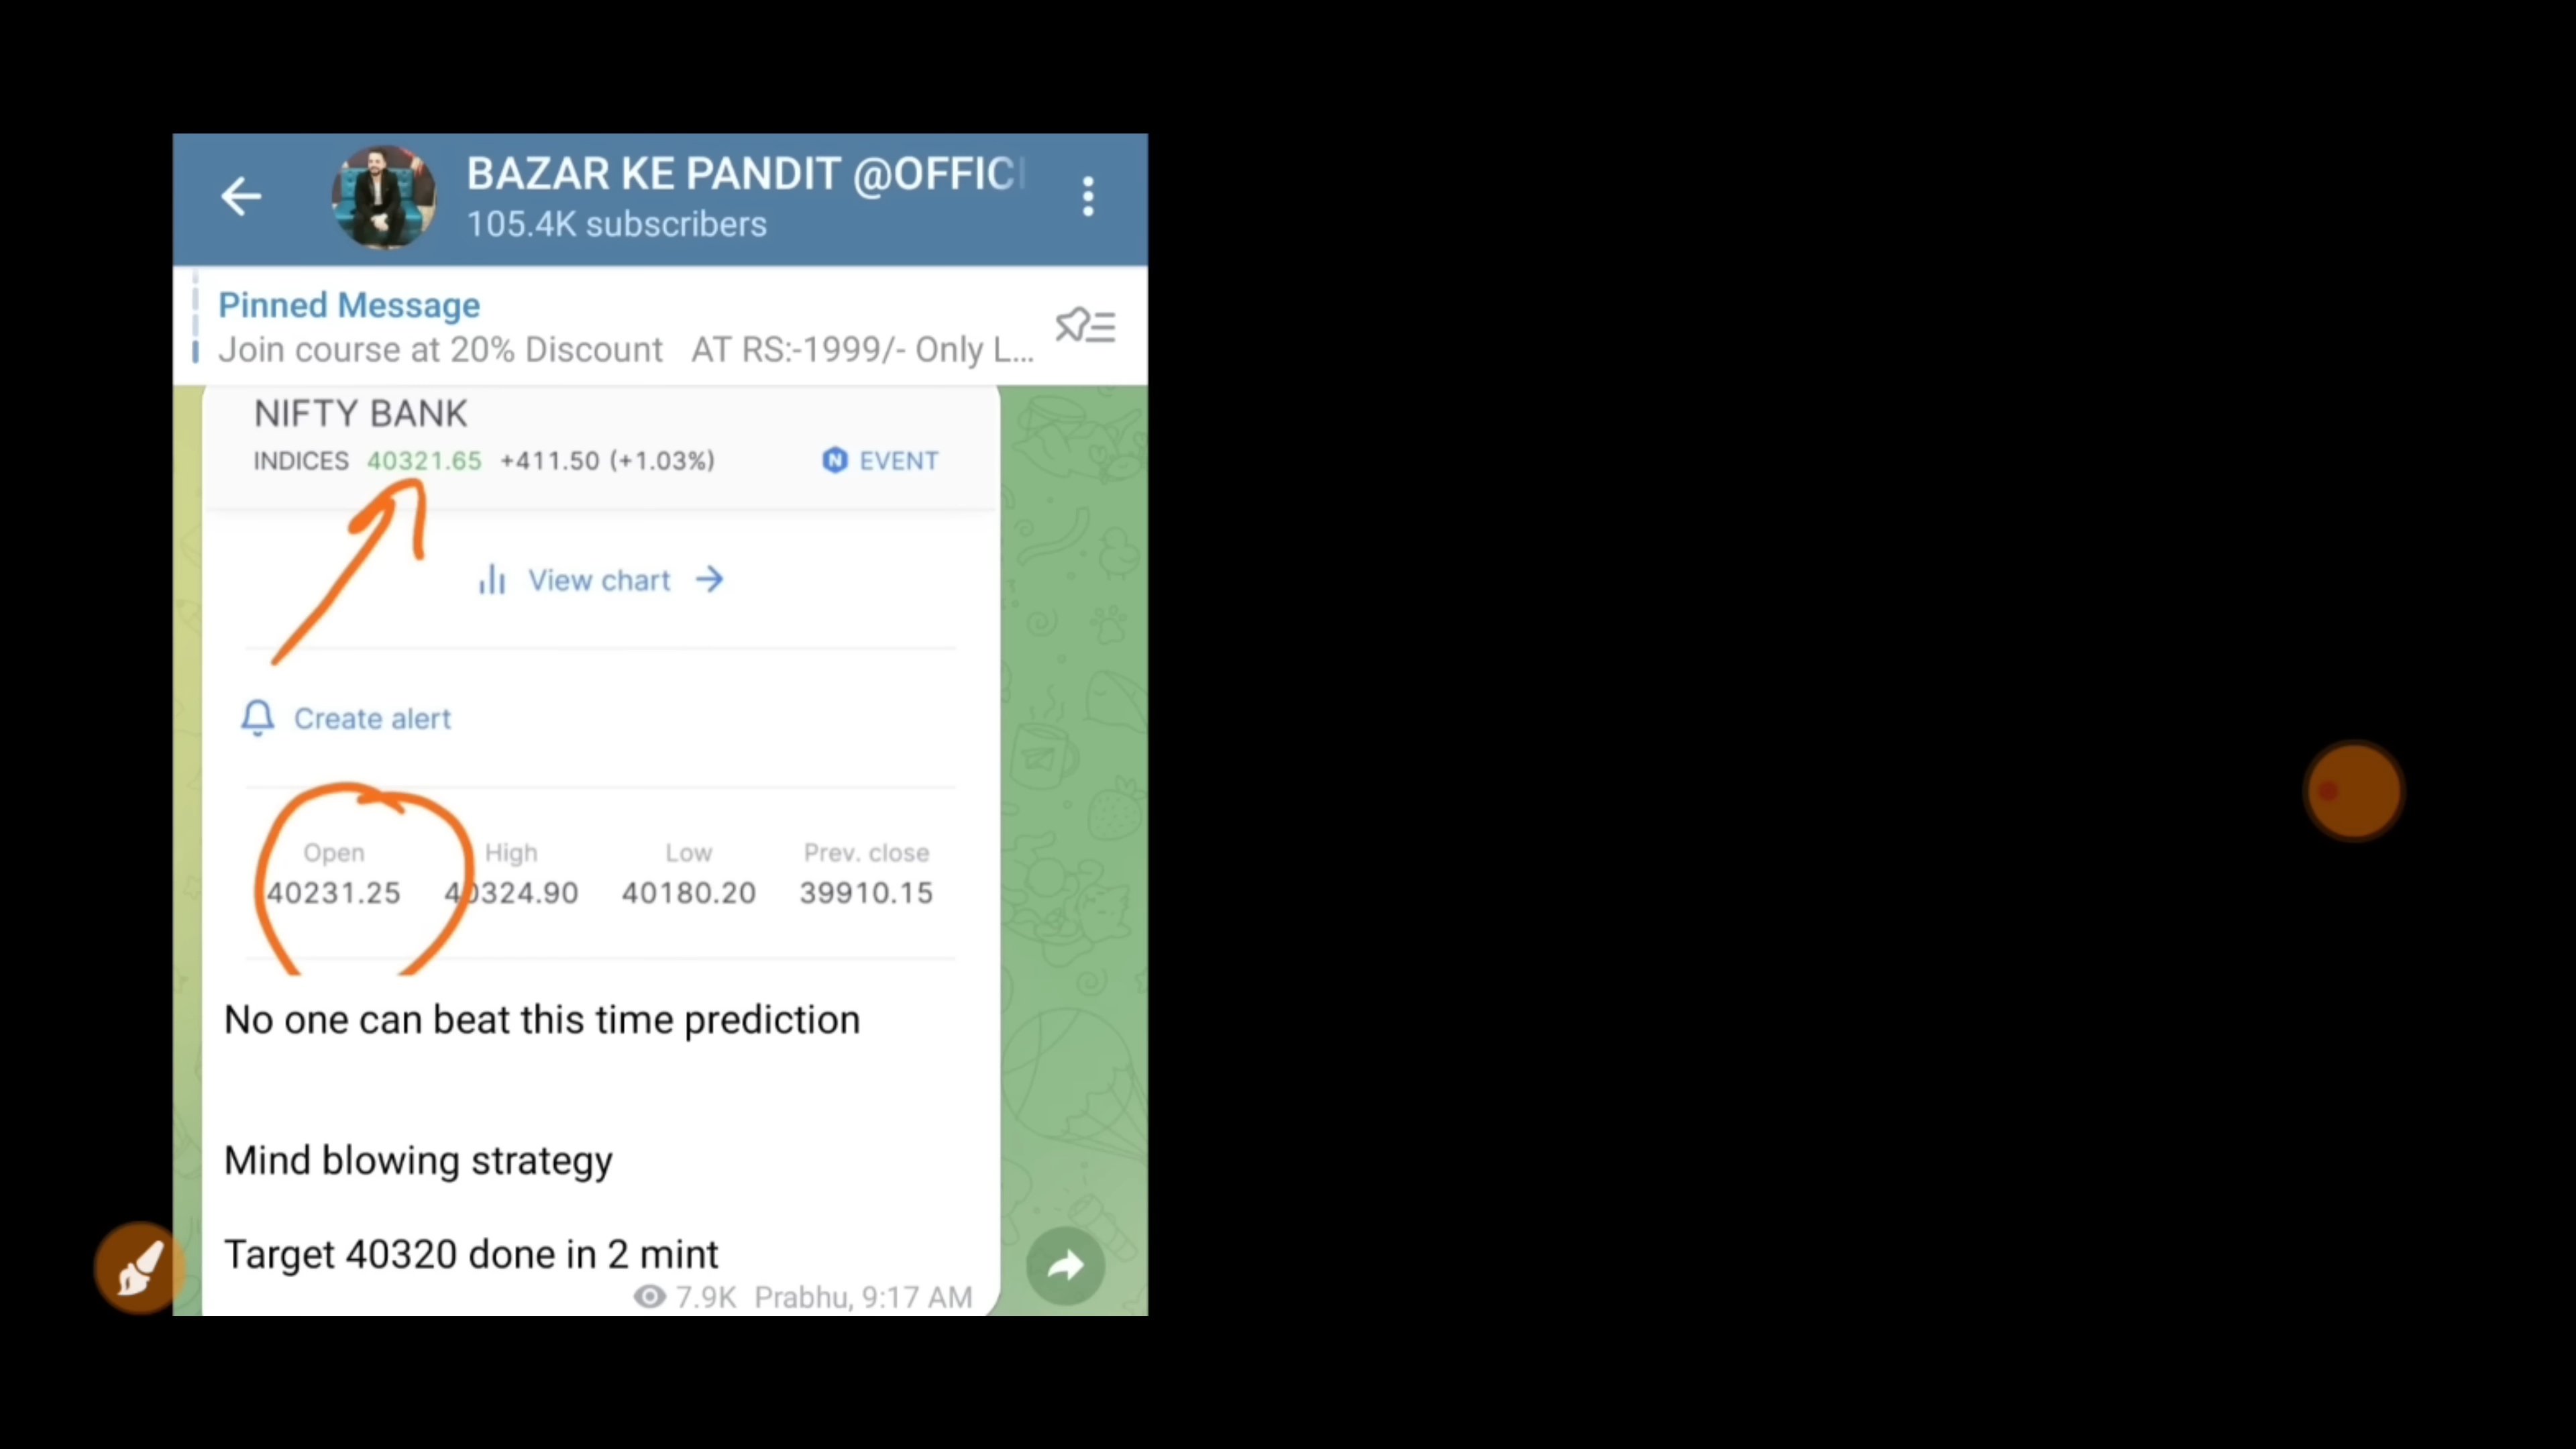 BAZAR KE PANDIT @OFFIC
105.4K subscribers
Pinned Message
Join course at 20% Discount AT RS:-1999/- Only L...
NIFTY BANK
INDICES 40321.65 +411.50 (+1.03%) N EVENT
View chart
Create alert
Open High Low Prev. close
40231.25 40324.90 40180.20 39910.15
No one can beat this time prediction
Mind blowing strategy
Target 40320 done in 2 mint
7.9K Prabhu, 9:17 AM